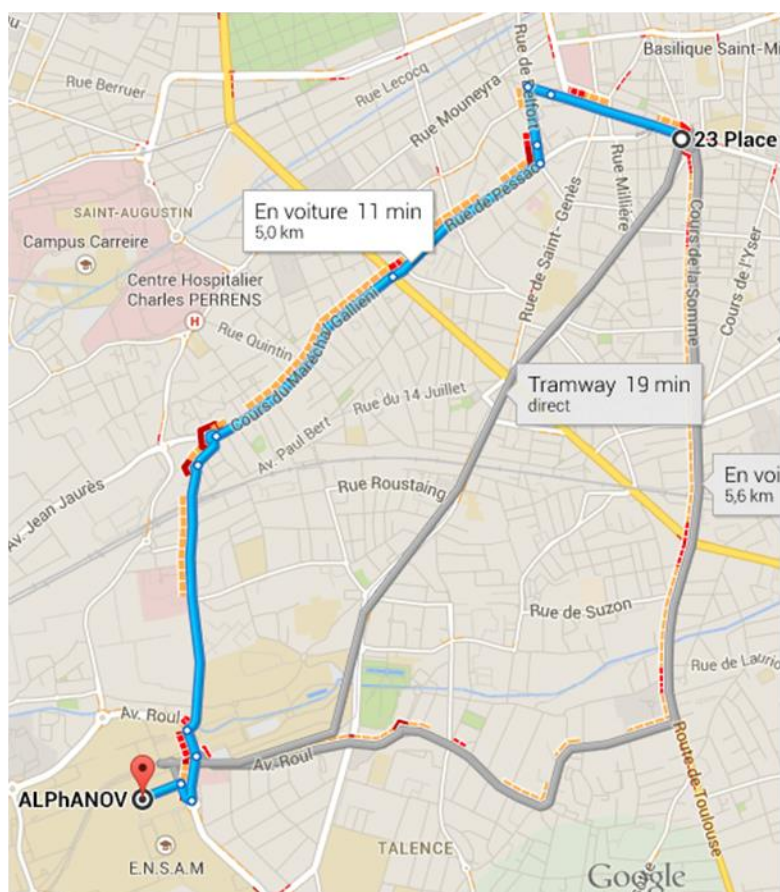 Basilique Saint-Mi
Rue Lecocq
Rue Berruer
Rue Mouneyra
Rue de Belfort
23 Place
Rue Millière
SAINT-AUGUSTIN
En voiture 11 min
5,0 km
Rue de Pessac
Rue de Saint-Genès
Cours de la Somme
Cours de l'Yser
Campus Carreire
Centre Hospitalier
Charles PERRENS
H
Rue Quintin
Cours du Maréchal Gallieni
Rue du 14 Juillet
Tramway 19 min
direct
Av. Paul Bert
Av. Jean Jaurès
Rue Roustaing
En voi
5,6 km
Rue de Suzon
Rue de Laurio
Av. Roul
Av. Roul
Route de Toulouse
ALPhANOV
E.N.S.A.M
TALENCE
Google